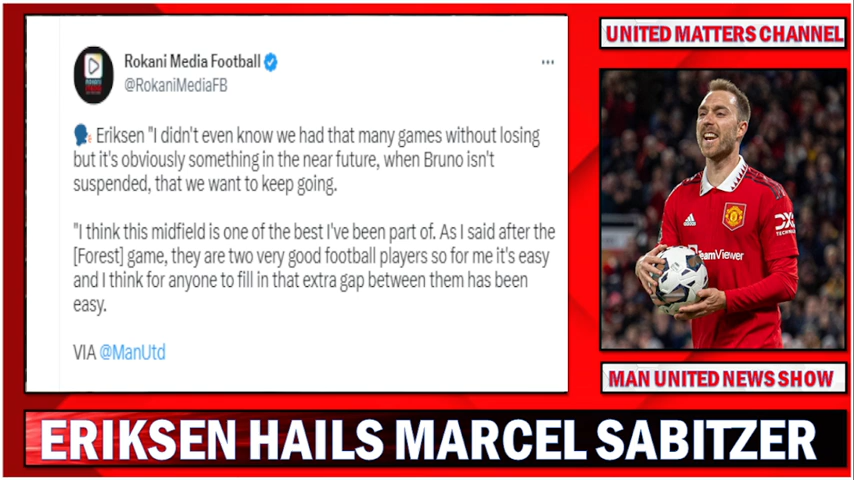 UNITED MATTERS CHANNEL
Rokani Media Football
@RokaniMediaFB
Eriksen "I didn't even know we had that many games without losing
but it's obviously something in the near future, when Bruno isn't
suspended, that we want to keep going.
"I think this midfield is one of the best I've been part of. As I said after the
[Forest] game, they are two very good football players so for me it's easy
and I think for anyone to fill in that extra gap between them has been
easy.
VIA @ManUtd
adidas
DXC
TeamViewer
MAN UNITED NEWS SHOW
ERIKSEN HAILS MARCEL SABITZER